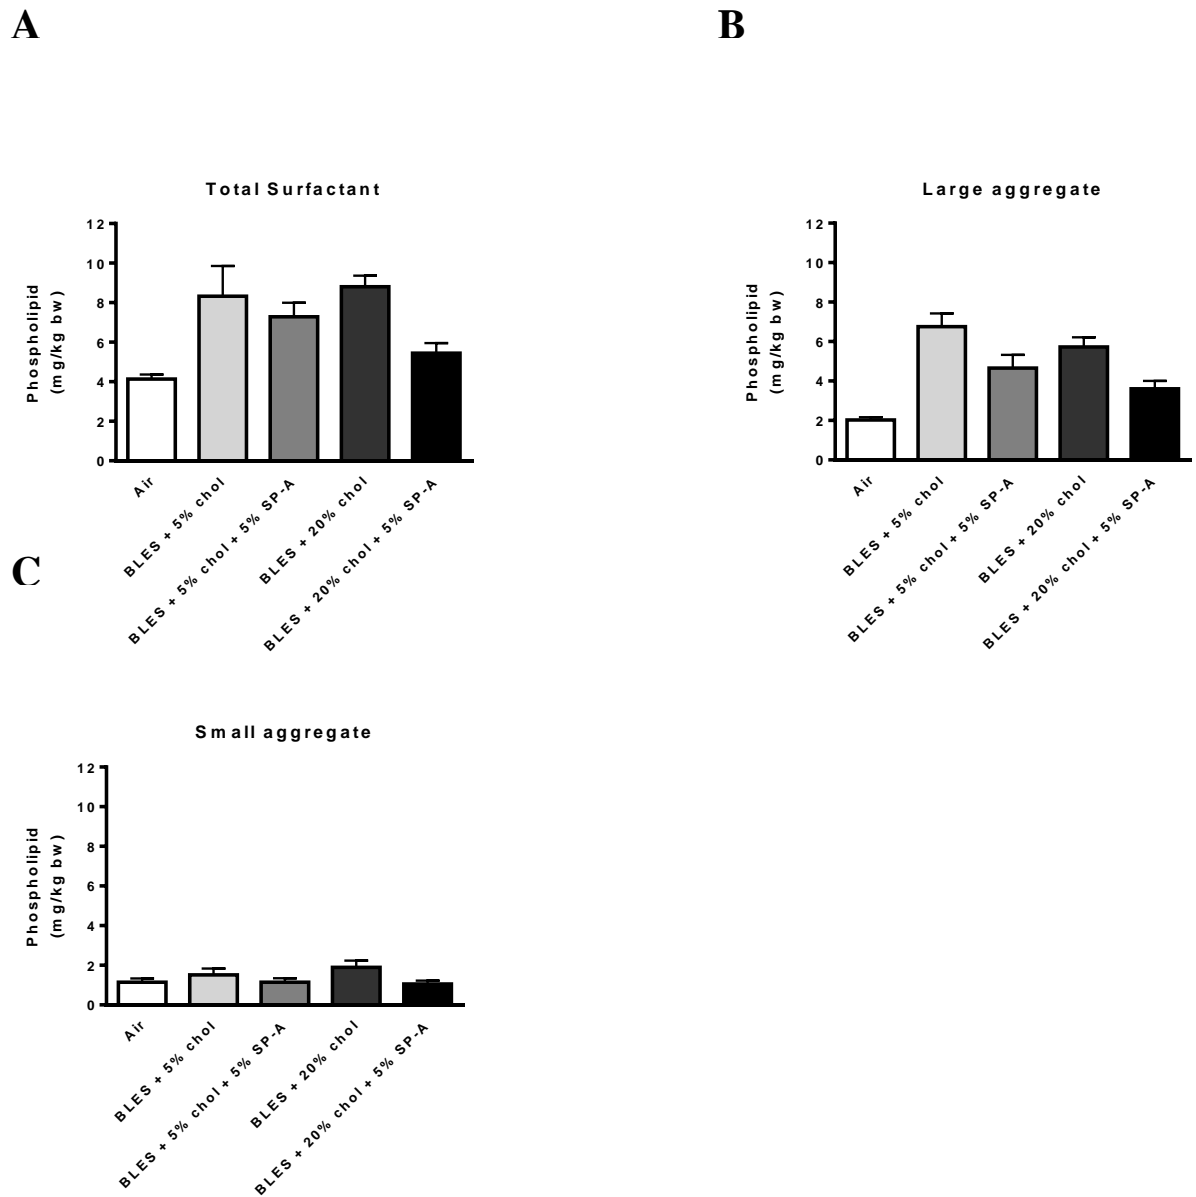 A
B
Total Surfactant
Phospholipid
(mg/kg bw)
12
10
8
6
4
2
0
Air
BLES + 5% chol
BLES + 5% chol + 5% SP-A
BLES + 20% chol
BLES + 20% chol + 5% SP-A
Large aggregate
Phospholipid
(mg/kg bw)
12
10
8
6
4
2
0
Air
BLES + 5% chol
BLES + 5% chol + 5% SP-A
BLES + 20% chol
BLES + 20% chol + 5% SP-A
C
Small aggregate
Phospholipid
(mg/kg bw)
12
10
8
6
4
2
0
Air
BLES + 5% chol
BLES + 5% chol + 5% SP-A
BLES + 20% chol
BLES + 20% chol + 5% SP-A